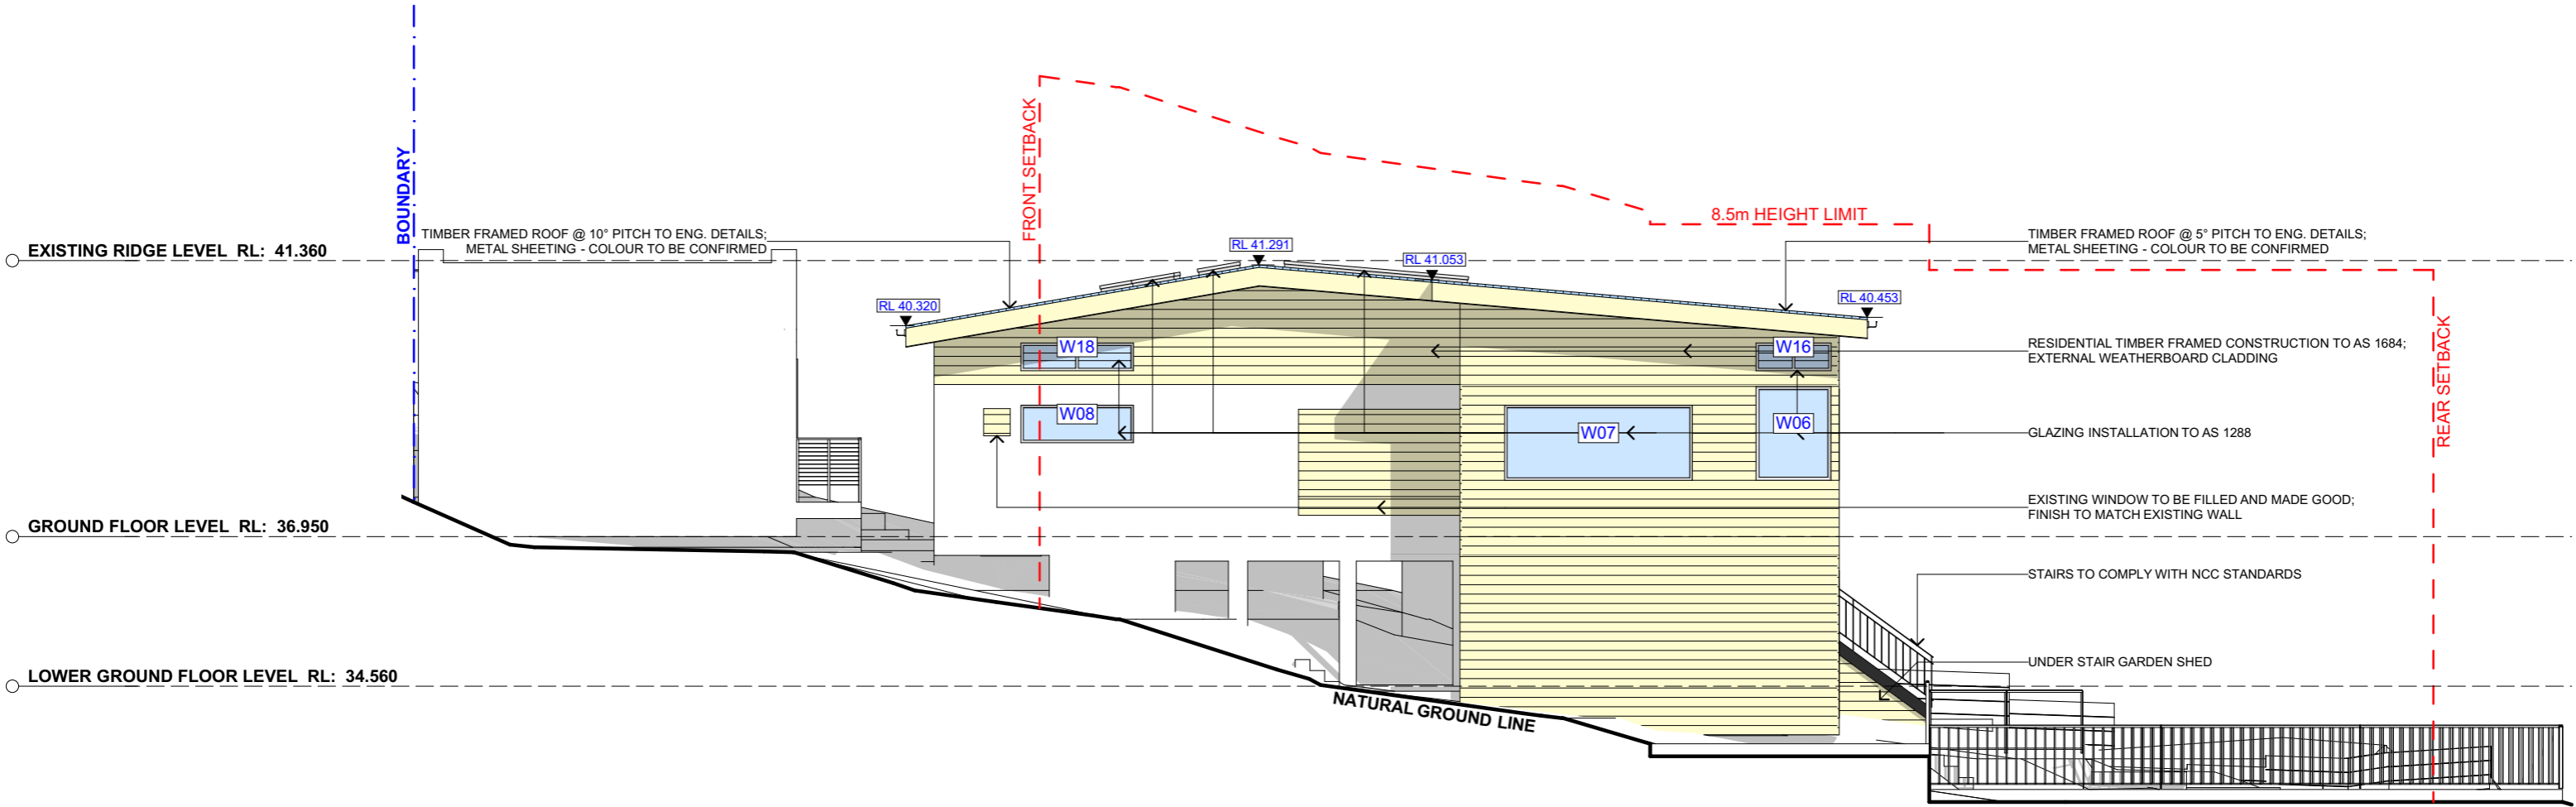 BOUNDARY
FRONT SETBACK
8.5m HEIGHT LIMIT
TIMBER FRAMED ROOF @ 10° PITCH TO ENG. DETAILS;
METAL SHEETING - COLOUR TO BE CONFIRMED
TIMBER FRAMED ROOF @ 5° PITCH TO ENG. DETAILS;
METAL SHEETING - COLOUR TO BE CONFIRMED
EXISTING RIDGE LEVEL  RL:  41.360
RL 41.291
RL 41.053
RL 40.320
RL 40.453
W18
W16
RESIDENTIAL TIMBER FRAMED CONSTRUCTION TO AS 1684;
EXTERNAL WEATHERBOARD CLADDING
REAR SETBACK
W08
W07
W06
GLAZING INSTALLATION TO AS 1288
EXISTING WINDOW TO BE FILLED AND MADE GOOD;
FINISH TO MATCH EXISTING WALL
GROUND FLOOR LEVEL  RL:  36.950
STAIRS TO COMPLY WITH NCC STANDARDS
UNDER STAIR GARDEN SHED
LOWER GROUND FLOOR LEVEL  RL:  34.560
NATURAL GROUND LINE